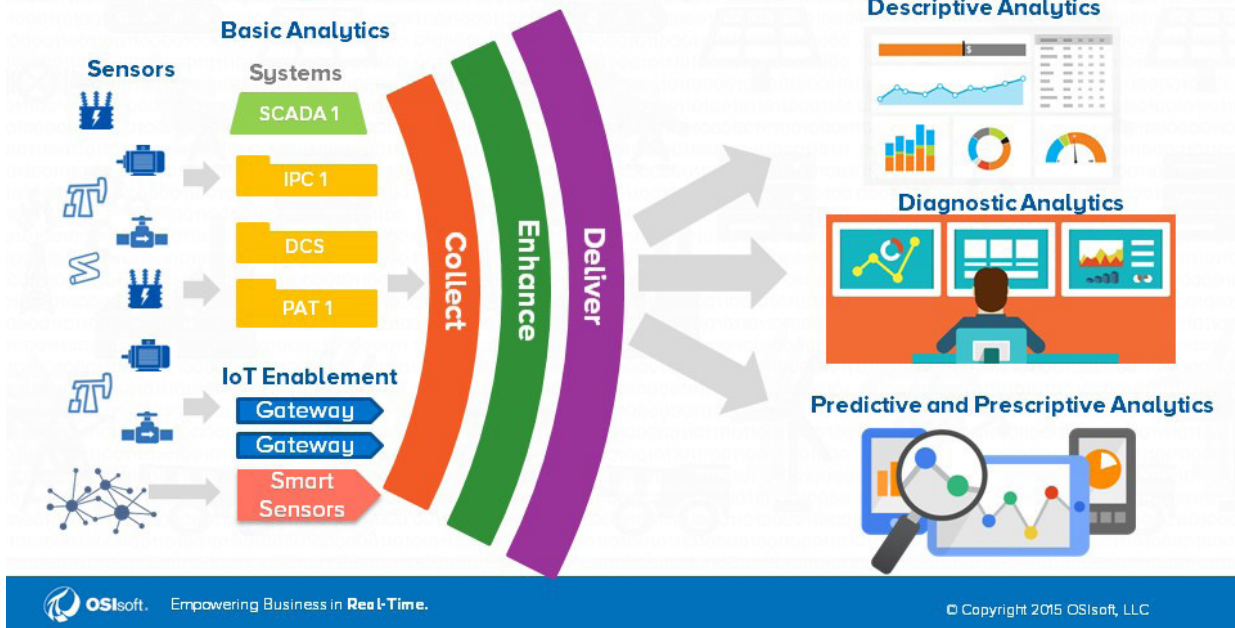 Basic Analytics
Sensors
Systems
SCADA 1
IPC 1
DCS
PAT 1
IoT Enablement
Gateway
Gateway
Smart
Sensors
Collect
Enhance
Deliver
Descriptive Analytics
$
Diagnostic Analytics
Predictive and Prescriptive Analytics
OSIsoft.
Empowering Business in Real-Time.
© Copyright 2015 OSIsoft, LLC